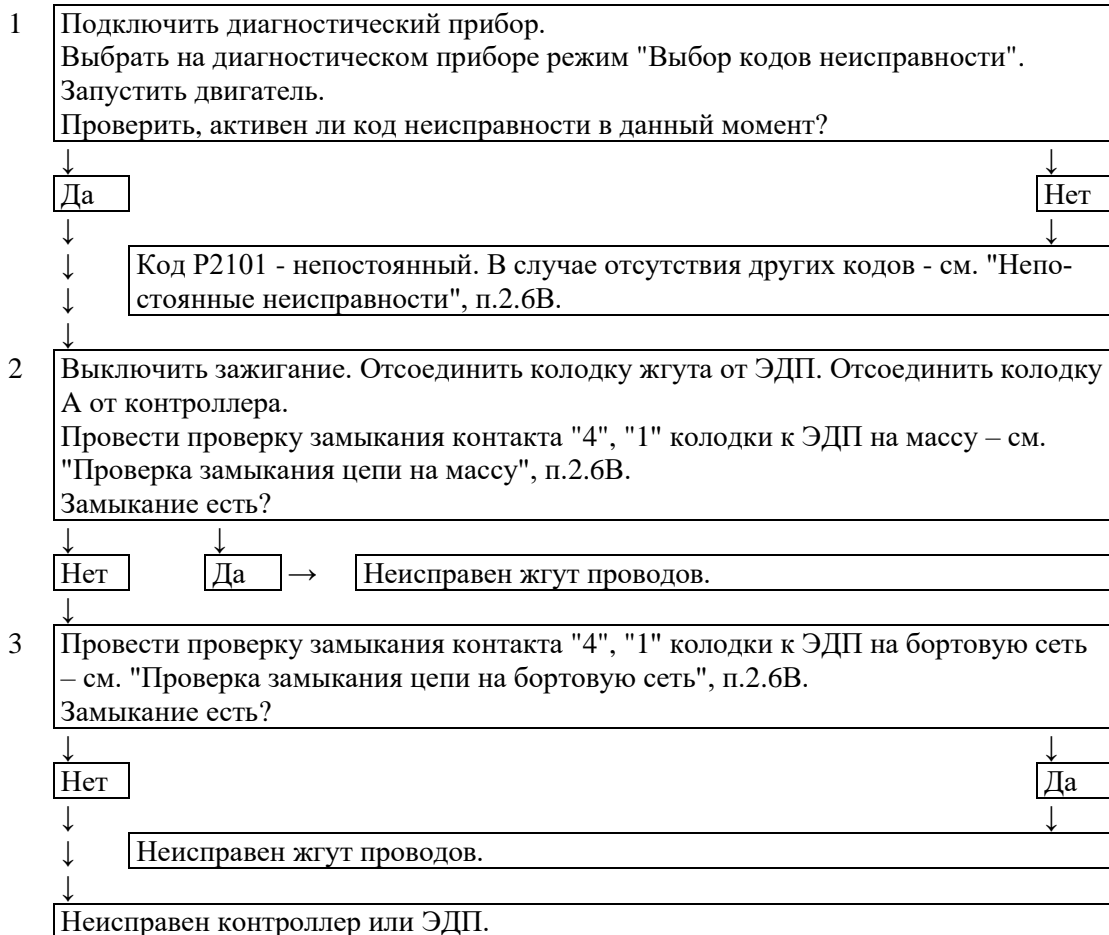 1 Подключить диагностический прибор.
Выбрать на диагностическом приборе режим "Выбор кодов неисправности".
Запустить двигатель.
Проверить, активен ли код неисправности в данный момент?
↓ ↓
Да Нет
↓ ↓
↓ Код P2101 - непостоянный. В случае отсутствия других кодов - см. "Непо-
↓ стоянные неисправности", п.2.6В.
↓
2 Выключить зажигание. Отсоединить колодку жгута от ЭДП. Отсоединить колодку
А от контроллера.
Провести проверку замыкания контакта "4", "1" колодки к ЭДП на массу – см.
"Проверка замыкания цепи на массу", п.2.6В.
Замыкание есть?
↓ ↓
Нет Да → Неисправен жгут проводов.
↓
3 Провести проверку замыкания контакта "4", "1" колодки к ЭДП на бортовую сеть
– см. "Проверка замыкания цепи на бортовую сеть", п.2.6В.
Замыкание есть?
↓ ↓
Нет Да
↓ ↓
↓ Неисправен жгут проводов.
↓
Неисправен контроллер или ЭДП.